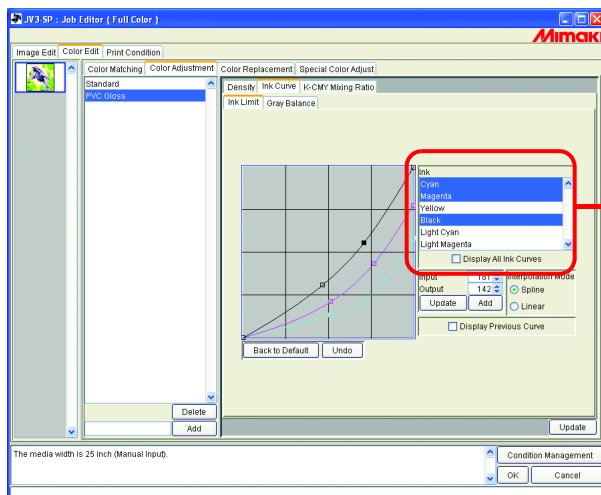 JV3-SP : Job Editor ( Full Color )
Mimaki
Image Edit Color Edit Print Condition
Color Matching Color Adjustment Color Replacement Special Color Adjust
Standard
PVC Gloss
Density Ink Curve K-CMY Mixing Ratio
Ink Limit Gray Balance
Ink
Cyan
Magenta
Yellow
Black
Light Cyan
Light Magenta
Display All Ink Curves
Input 181 Interpolation Mode
Output 142 Spline
Update Add Linear
Display Previous Curve
Back to Default Undo
Delete
Add
Update
The media width is 25 inch (Manual Input).
Condition Management
OK Cancel